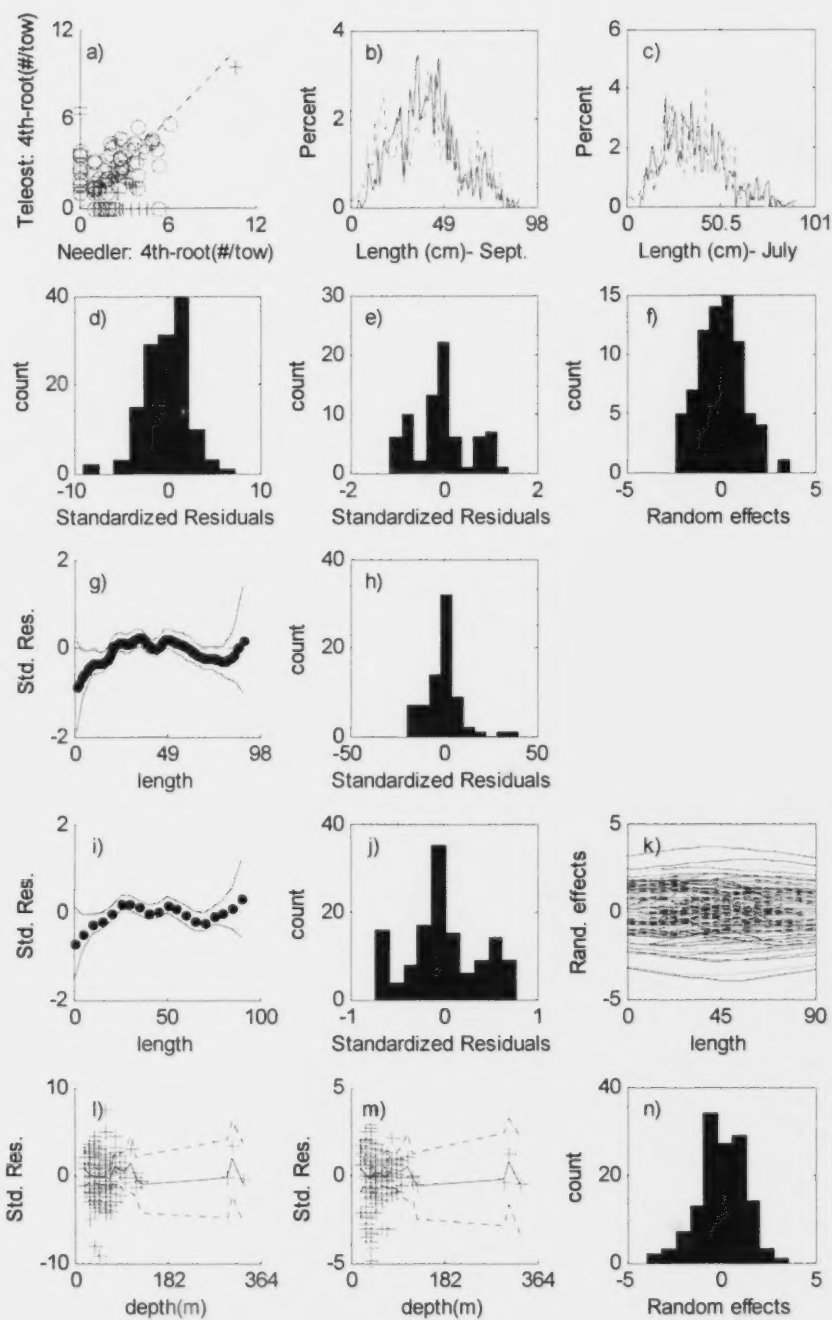 12
a)
6
0
0
6
12
Teleost: 4th-root(#/tow)
Needler: 4th-root(#/tow)
4
b)
2
0
0
49
98
Percent
Length (cm)- Sept.
6
c)
4
2
0
0
50.5
101
Percent
Length (cm)- July
40
d)
20
0
-10
0
10
count
Standardized Residuals
30
e)
20
10
0
-2
0
2
count
Standardized Residuals
15
f)
10
5
0
-5
0
5
count
Random effects
2
g)
0
-2
0
49
98
Std. Res.
length
40
h)
20
0
-50
0
50
count
Standardized Residuals
2
i)
0
-2
0
50
100
Std. Res.
length
40
j)
20
0
-1
0
1
count
Standardized Residuals
5
k)
0
-5
0
45
90
Rand. effects
length
10
l)
0
-10
0
182
364
Std. Res.
depth(m)
5
m)
0
-5
0
182
364
Std. Res.
depth(m)
40
n)
20
0
-5
0
5
count
Random effects